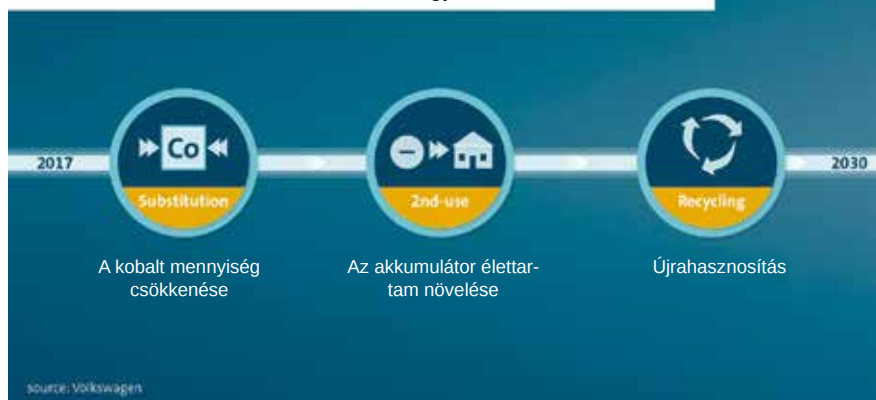 2017
Co
Substitution
2nd-use
Recycling
2030
A kobalt mennyiség
csökkenése
Az akkumulátor élettar-
tam növelése
Újrahasznosítás
source: Volkswagen